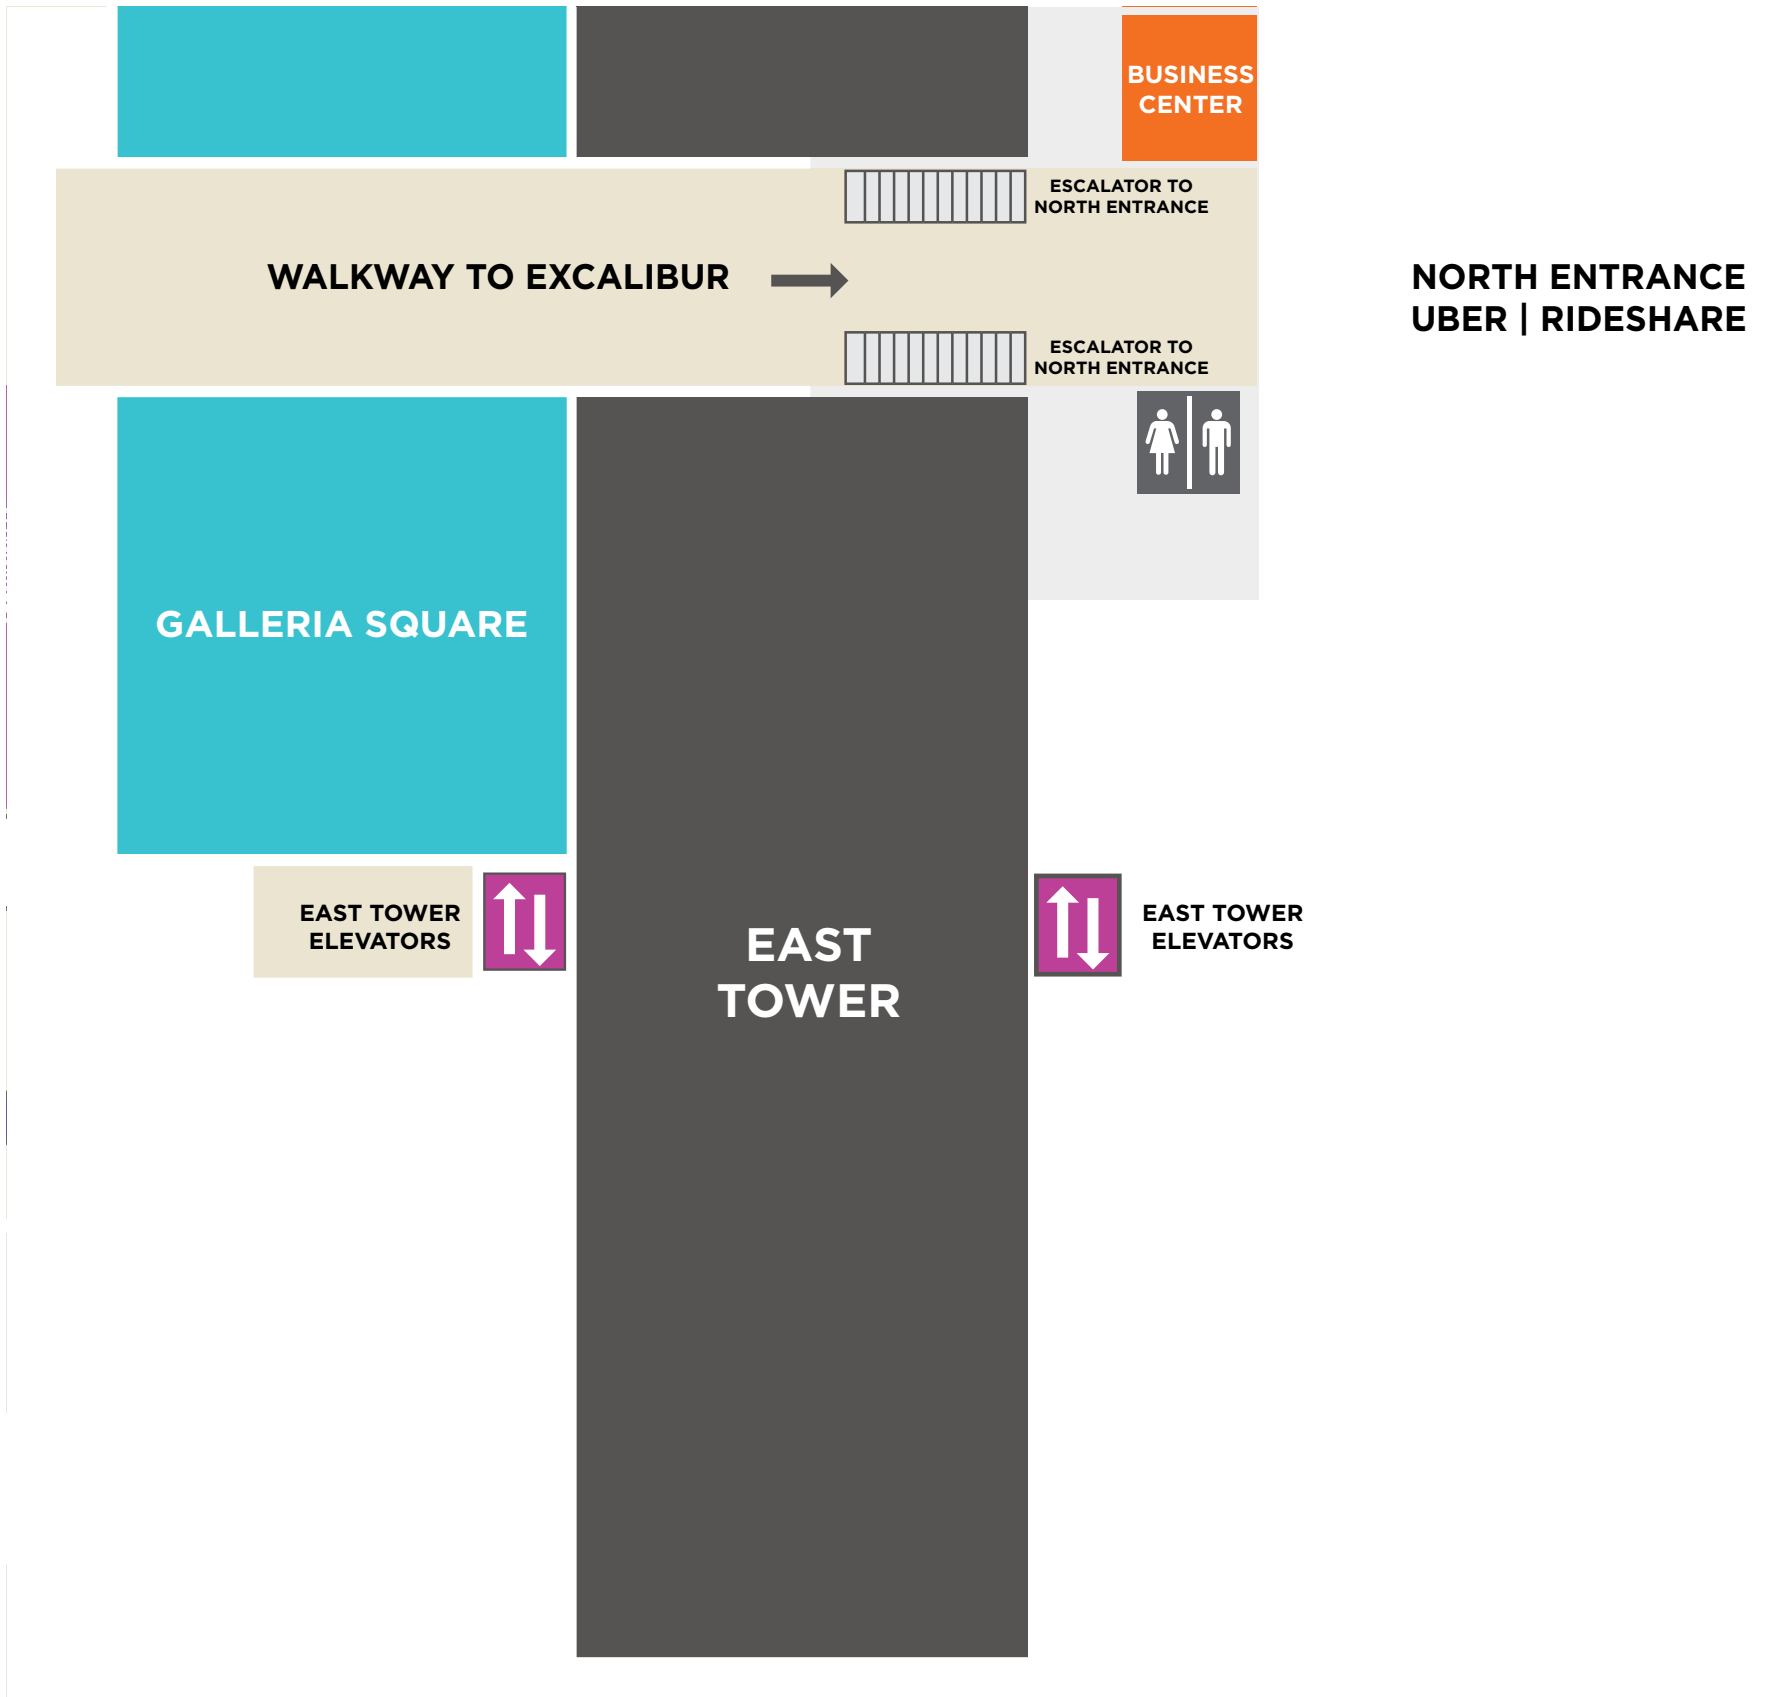 BUSINESS
CENTER
ESCALATOR TO
NORTH ENTRANCE
WALKWAY TO EXCALIBUR
NORTH ENTRANCE
UBER | RIDESHARE
ESCALATOR TO
NORTH ENTRANCE
GALLERIA SQUARE
EAST TOWER
ELEVATORS
EAST
TOWER
EAST TOWER
ELEVATORS